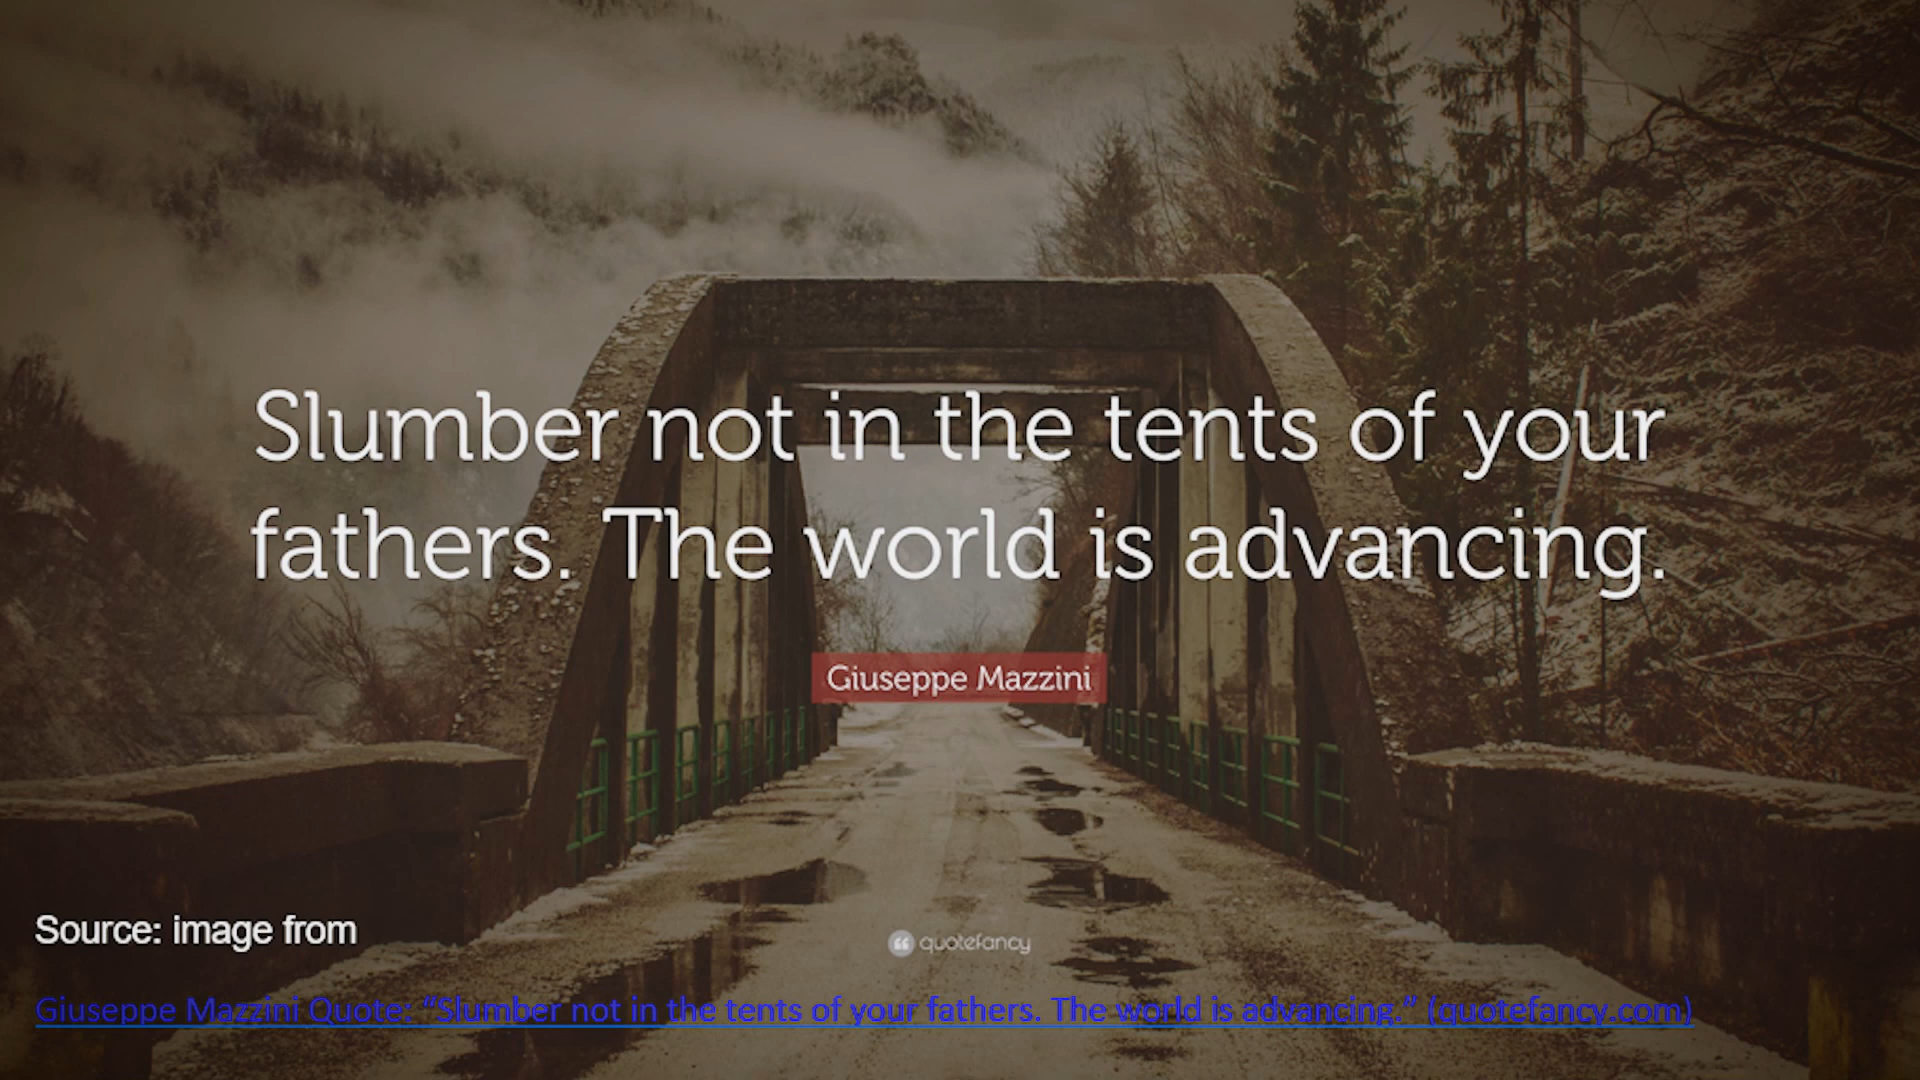 Slumber not in the tents of your
fathers. The world is advancing.
Giuseppe Mazzini
Source: image from
quotefancy
Giuseppe Mazzini Quote: “Slumber not in the tents of your fathers. The world is advancing.” (quotefancy.com)